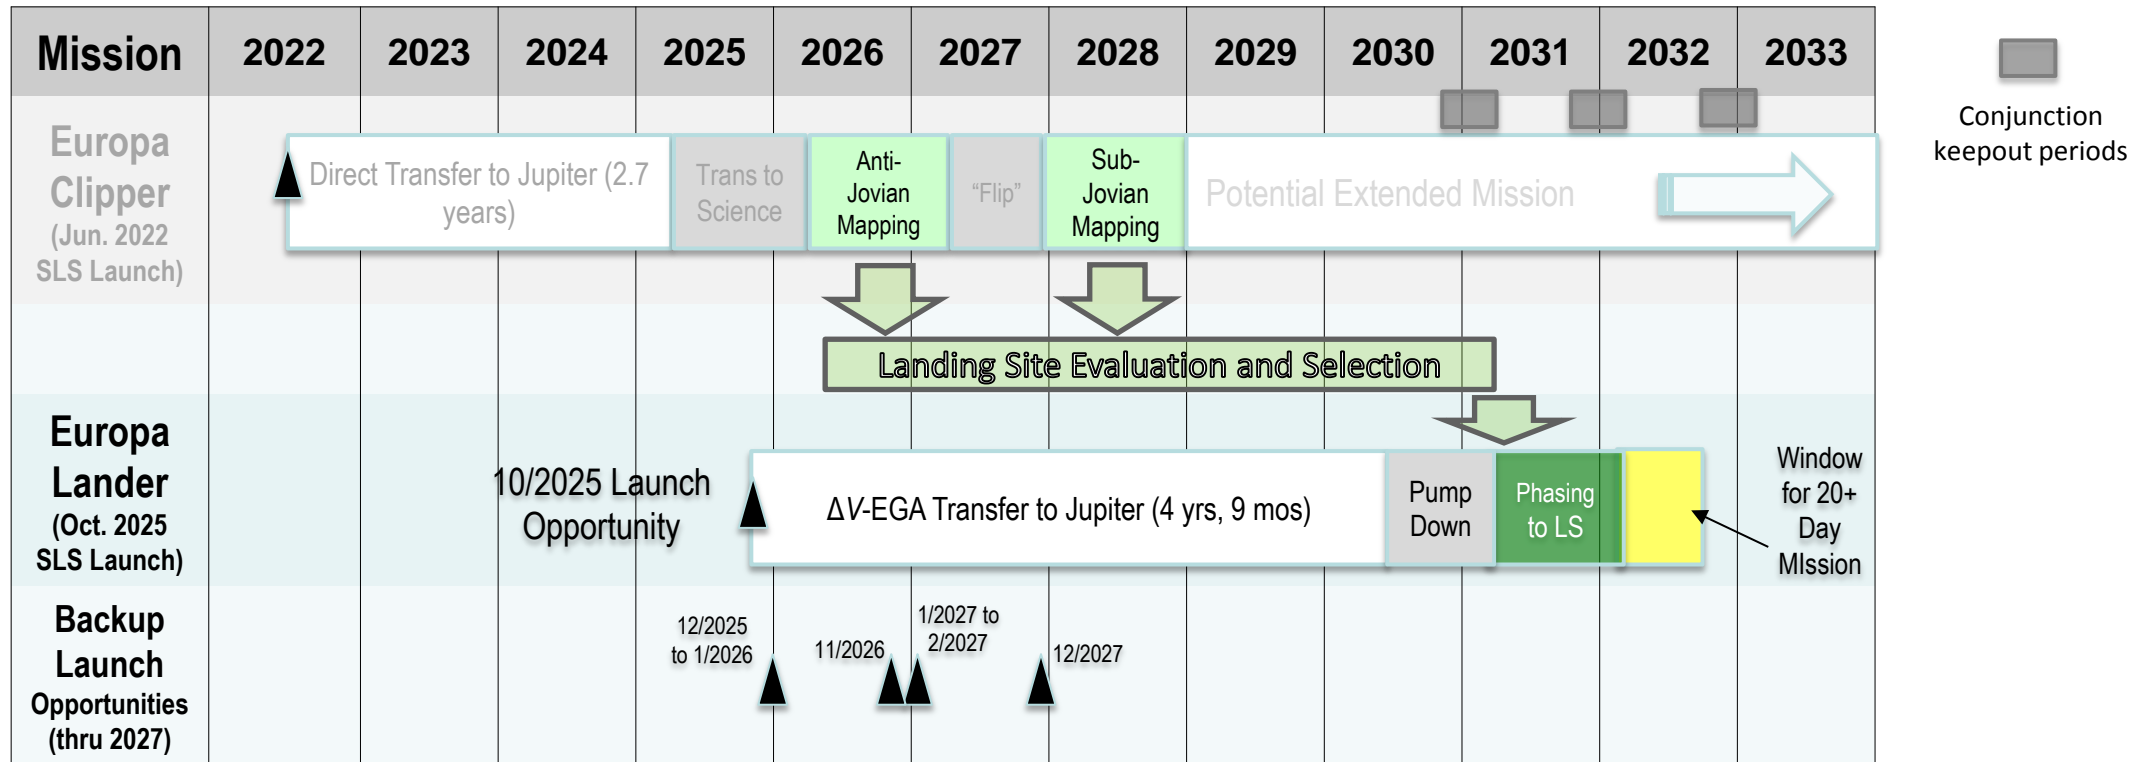 Mission
2022
2023
2024
2025
2026
2027
2028
2029
2030
2031
2032
2033
Conjunction
keepout periods
Europa
Clipper
(Jun. 2022
SLS Launch)
Direct Transfer to Jupiter (2.7
years)
Trans to
Science
Anti-
Jovian
Mapping
“Flip”
Sub-
Jovian
Mapping
Potential Extended Mission
Landing Site Evaluation and Selection
Europa
Lander
(Oct. 2025
SLS Launch)
10/2025 Launch
Opportunity
ΔV-EGA Transfer to Jupiter (4 yrs, 9 mos)
Pump
Down
Phasing
to LS
Window
for 20+
Day
MIssion
Backup
Launch
Opportunities
(thru 2027)
12/2025
to 1/2026
11/2026
1/2027 to
2/2027
12/2027